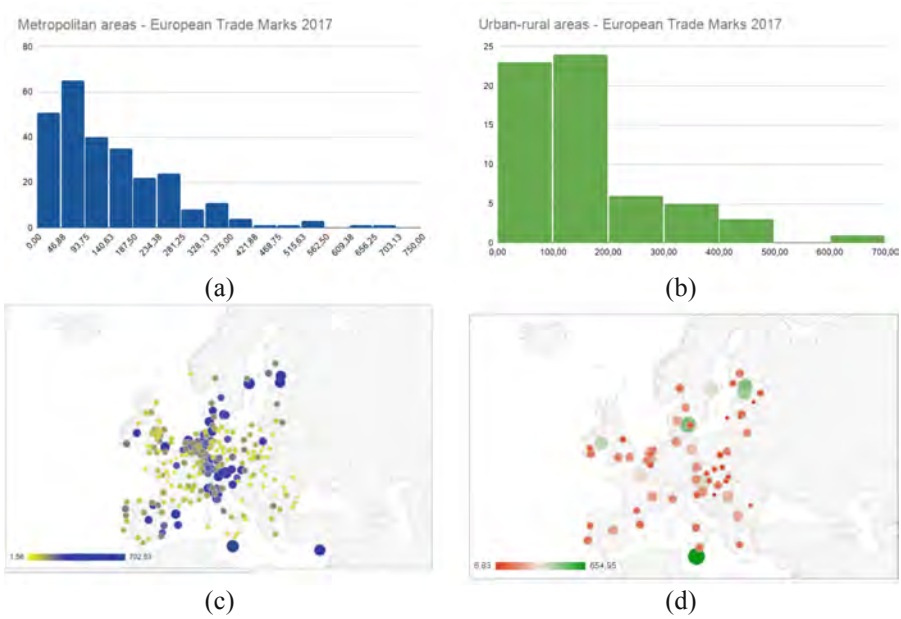 Metropolitan areas - European Trade Marks 2017
80
60
40
20
0
0,00 46,88 93,75 140,63 187,50 234,38 281,25 328,13 375,00 421,88 468,75 515,63 562,50 609,38 656,25 703,13 750,00
(a)
Urban-rural areas - European Trade Marks 2017
25
20
15
10
5
0
0,00 100,00 200,00 300,00 400,00 500,00 600,00 700,00
(b)
1,56 702,53
(c)
6,93 654,95
(d)